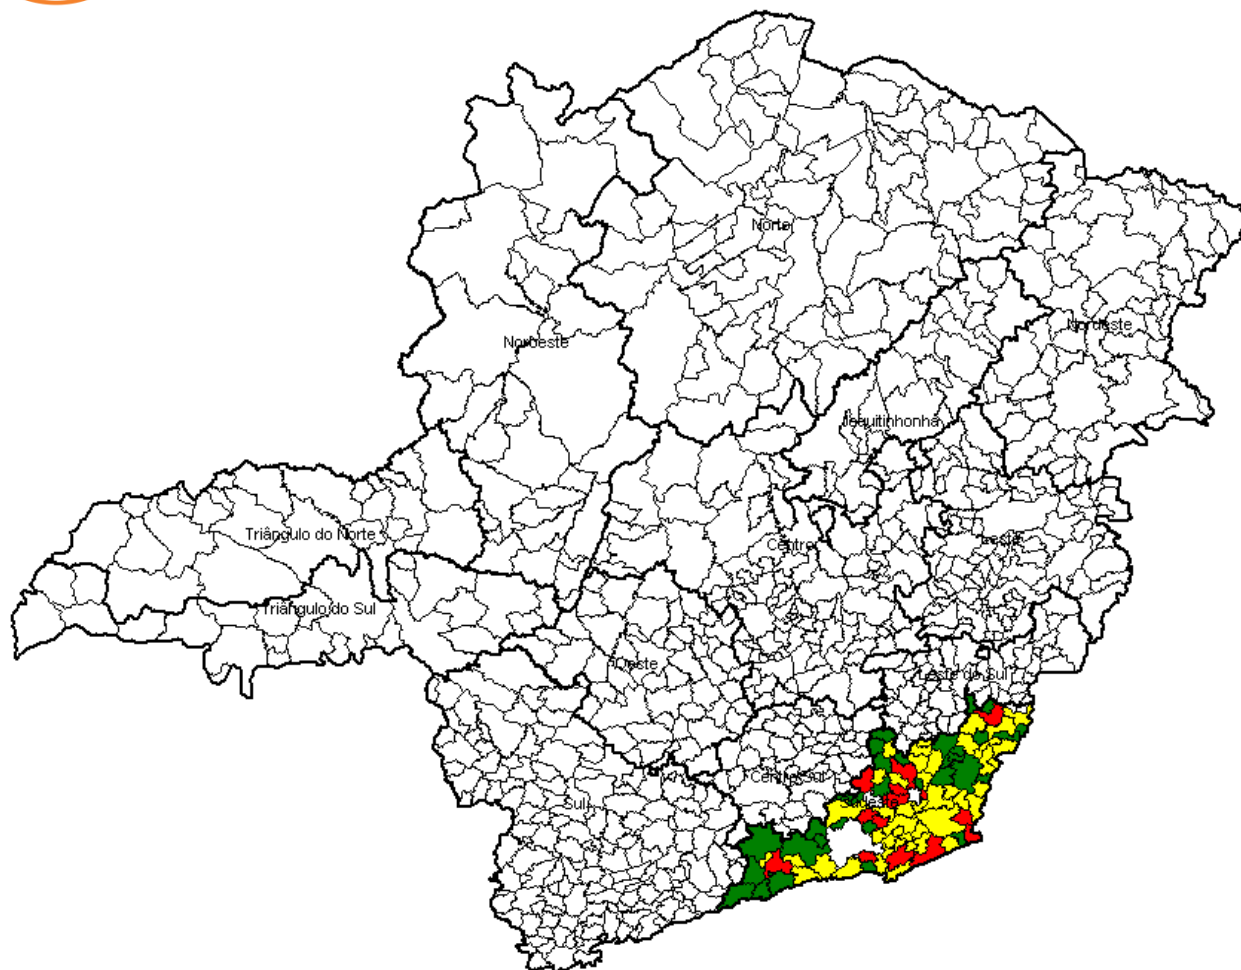 Norte
Nordeste
Noroeste
Jequitinhonha
Triângulo do Norte
Centro
Leste
Triângulo do Sul
Oeste
Leste do Sul
Centro Sul
Sul
Sudeste